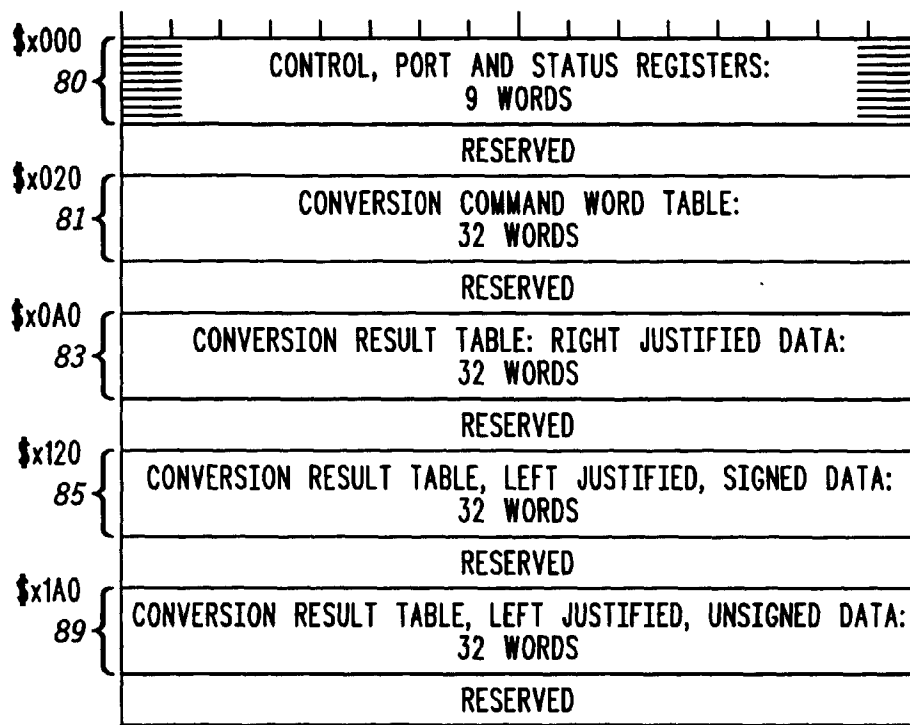 $x000
80
CONTROL, PORT AND STATUS REGISTERS:
9 WORDS
RESERVED
$x020
81
CONVERSION COMMAND WORD TABLE:
32 WORDS
RESERVED
$x0A0
83
CONVERSION RESULT TABLE: RIGHT JUSTIFIED DATA:
32 WORDS
RESERVED
$x120
85
CONVERSION RESULT TABLE, LEFT JUSTIFIED, SIGNED DATA:
32 WORDS
RESERVED
$x1A0
89
CONVERSION RESULT TABLE, LEFT JUSTIFIED, UNSIGNED DATA:
32 WORDS
RESERVED